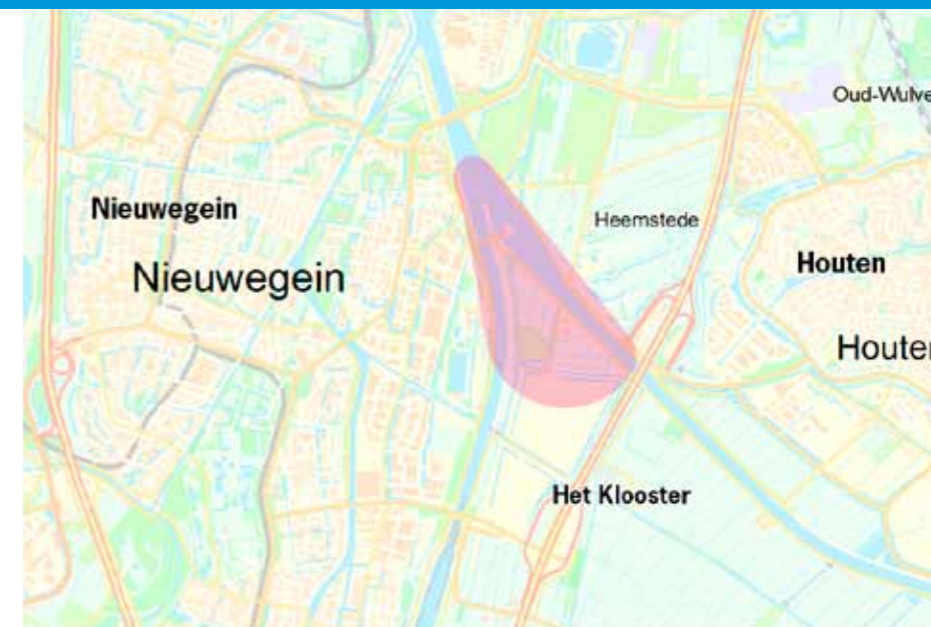 Oud-Wulve
Nieuwegein
Heemstede
Nieuwegein
Houten
Houten
Het Klooster